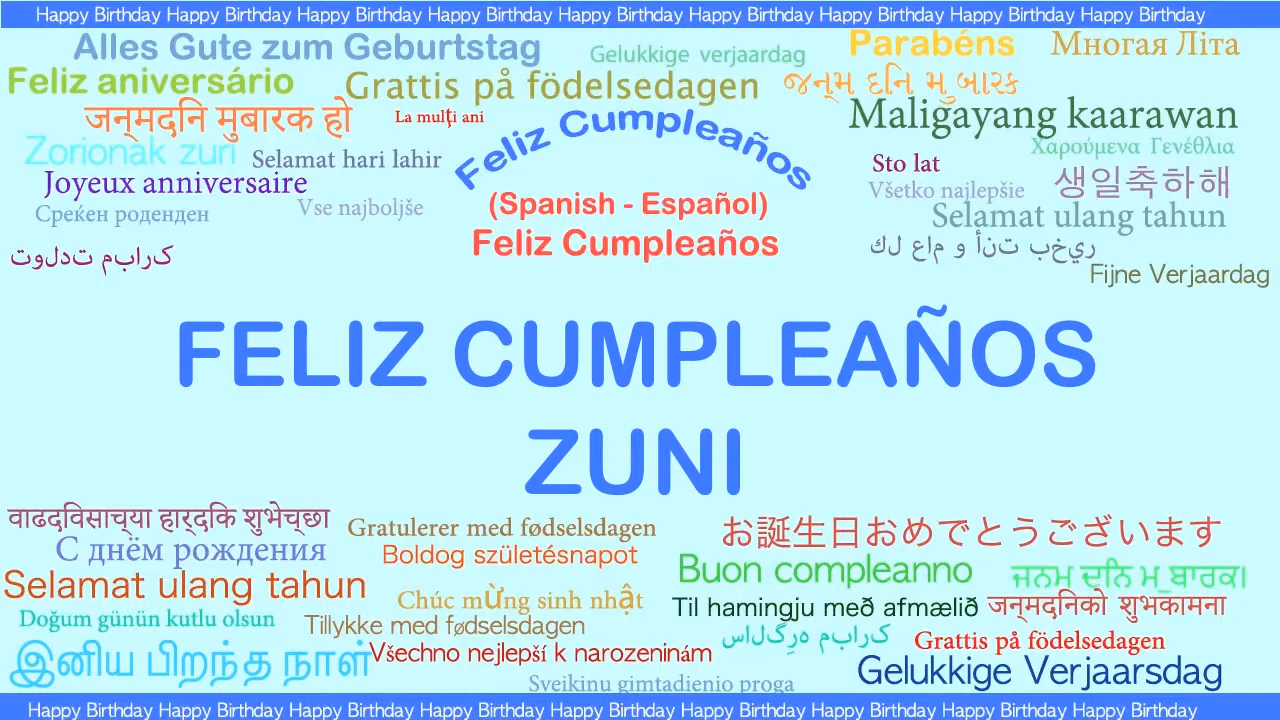 Happy Birthday Happy Birthday Happy Birthday Happy Birthday Happy Birthday Happy Birthday Happy Birthday Happy Birthday Happy Birthday
Alles Gute zum Geburtstag
Gelukkige verjaardag
Parabéns
Многая Літа
Feliz aniversário
Grattis på födelsedagen
જન્મ દિન મુબારક
जन्मदिन मुबारक हो
La mulţi ani
Feliz Cumpleaños
Maligayang kaarawan
Zorionak zuri
Selamat hari lahir
Sto lat
Χαρούμενα Γενέθλια
Joyeux anniversaire
(Spanish - Español)
Všetko najlepšie
생일축하해
Среќен роденден
Vse najboljše
Selamat ulang tahun
تولدت مبارک
Feliz Cumpleaños
كل عام و أنت بخير
Fijne Verjaardag
FELIZ CUMPLEAÑOS
ZUNI
वाढदिवसाच्या हार्दिक शुभेच्छा
Gratulerer med fødselsdagen
お誕生日おめでとうございます
С днём рождения
Boldog születésnapot
Buon compleanno
ਜਨਮ ਦਿਨ ਮੁਬਾਰਕ।
Selamat ulang tahun
Chúc mừng sinh nhật
Til hamingju með afmælið
जन्मदिनको शुभकामना
Doğum günün kutlu olsun
Tillykke med fødselsdagen
سالگرہ مبارک
Grattis på födelsedagen
இனிய பிறந்த நாள்
Všechno nejlepší k narozeninám
Gelukkige Verjaarsdag
Sveikinu gimtadienio proga
Happy Birthday Happy Birthday Happy Birthday Happy Birthday Happy Birthday Happy Birthday Happy Birthday Happy Birthday Happy Birthday